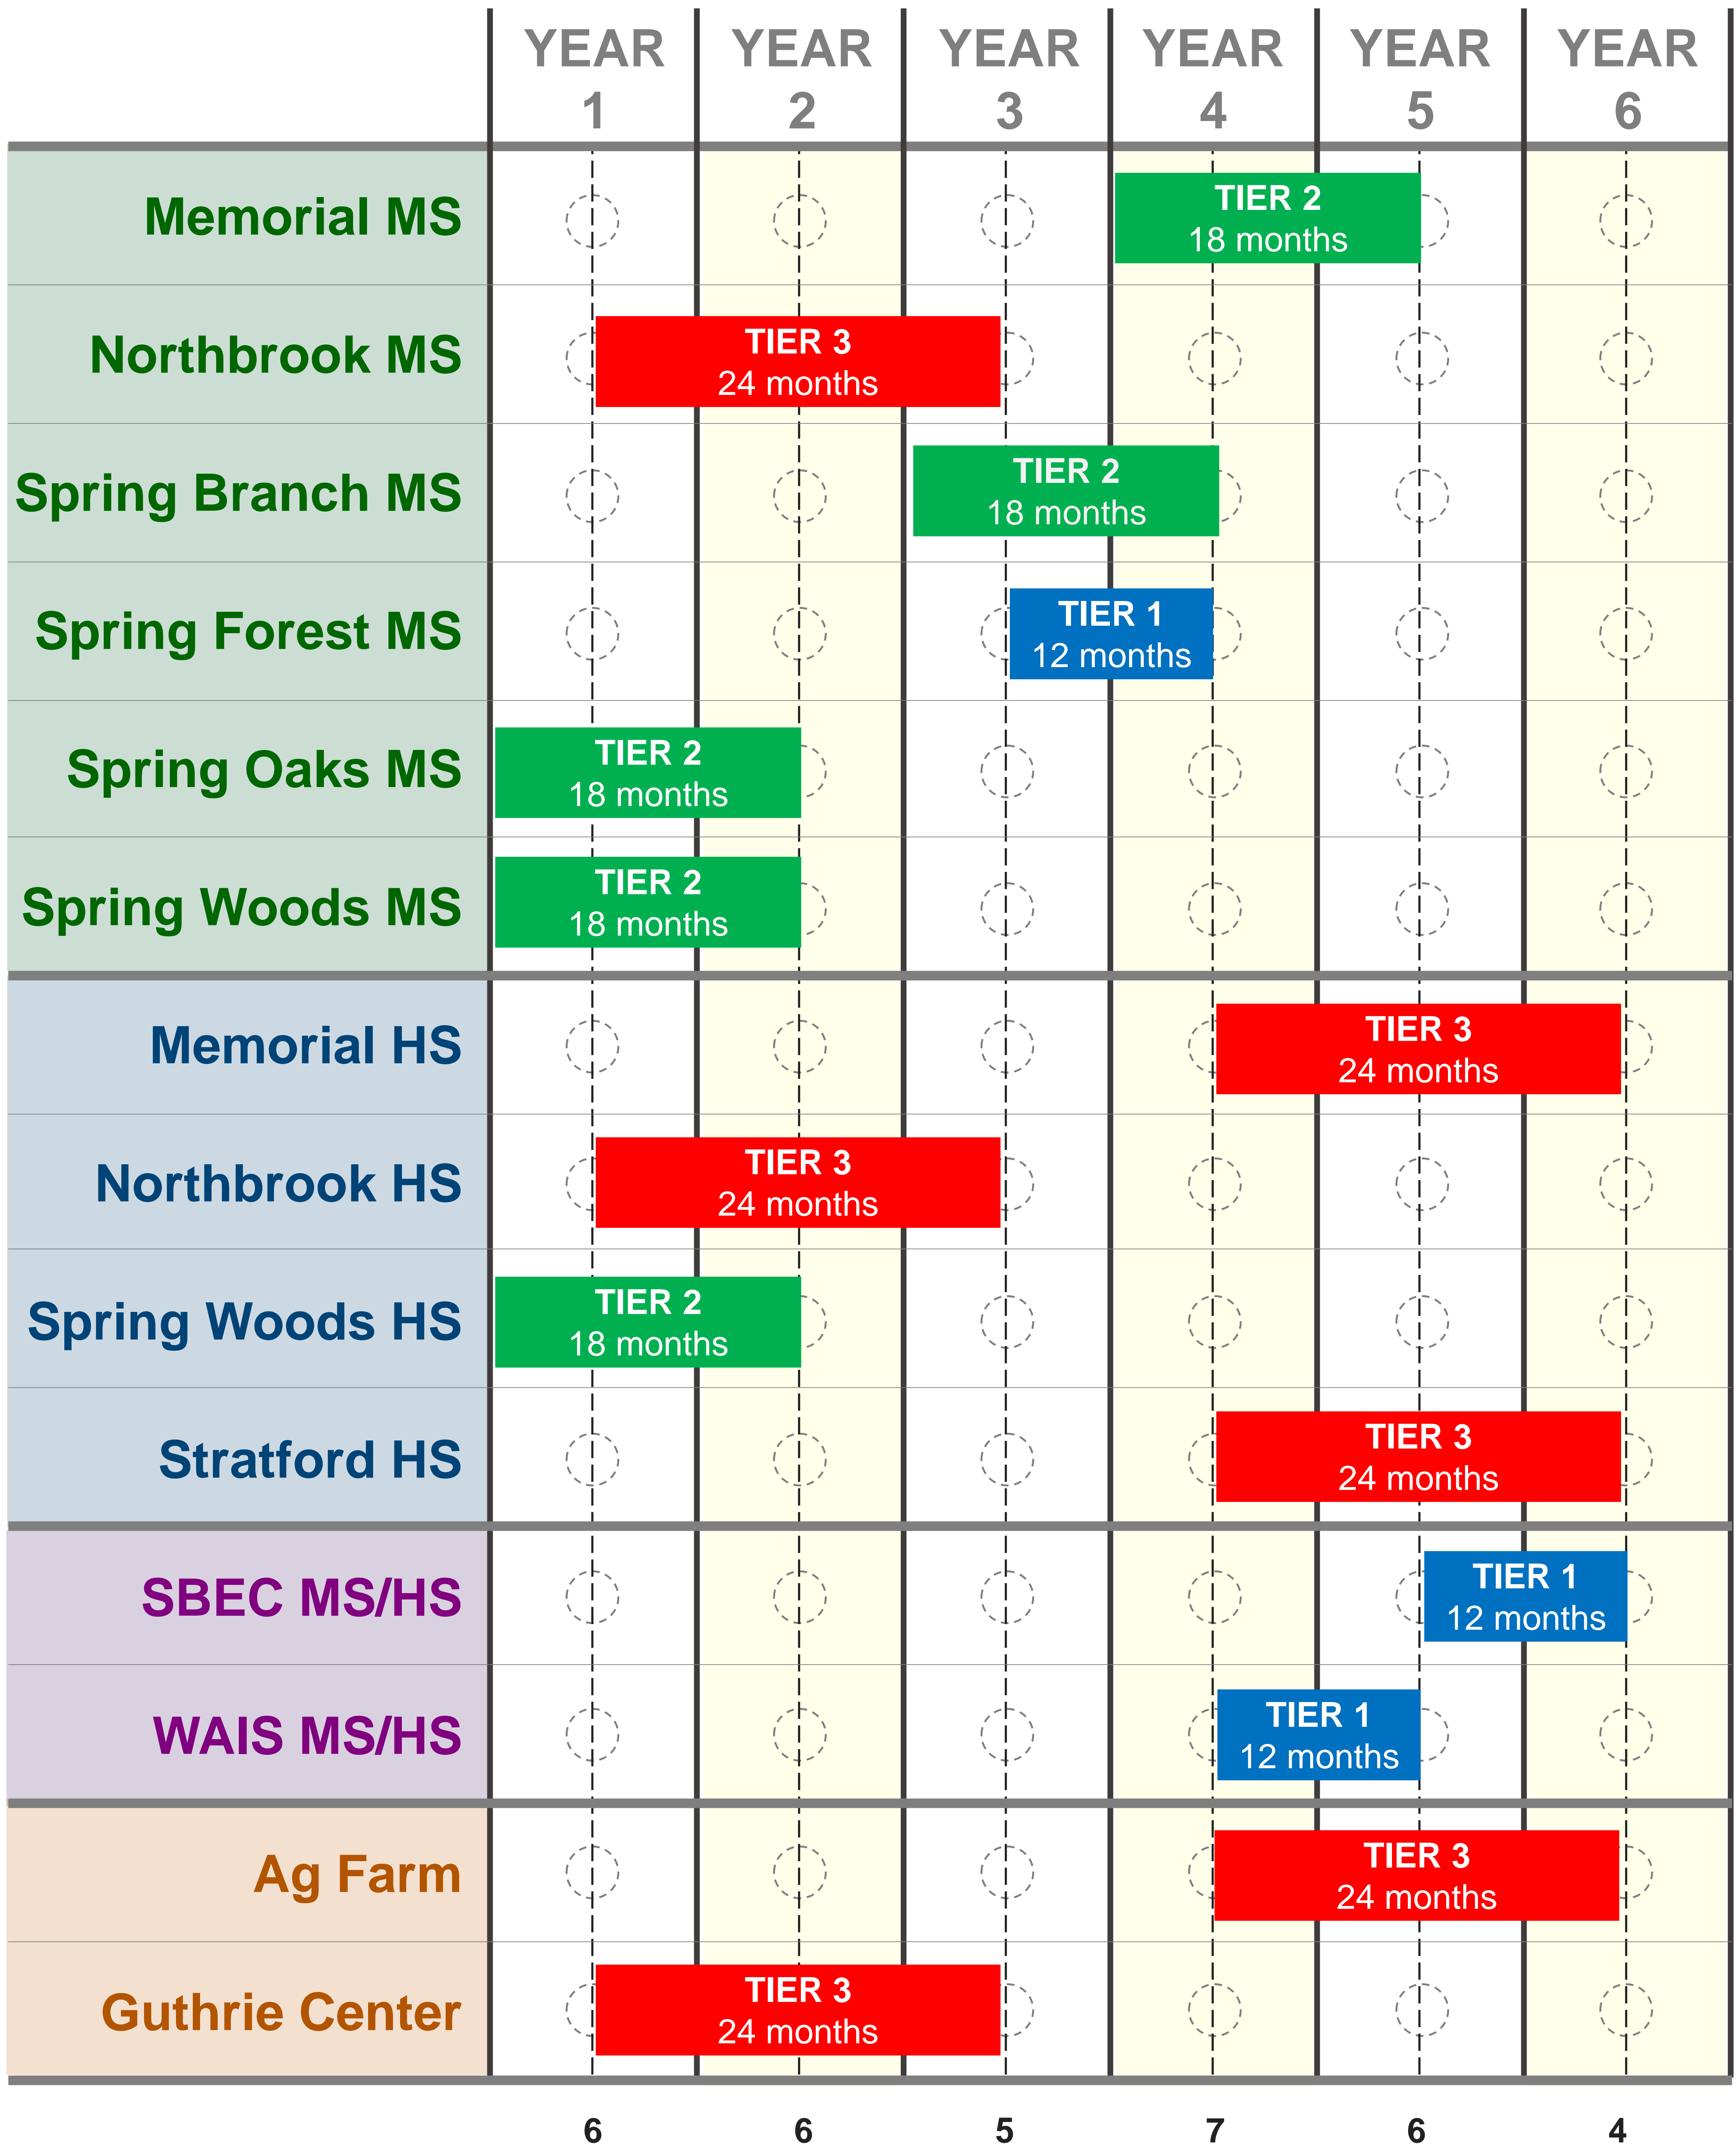 YEAR YEAR YEAR YEAR YEAR YEAR
1 2 3 4 5 6
Memorial MS
TIER 2
18 months
Northbrook MS
TIER 3
24 months
Spring Branch MS
TIER 2
18 months
Spring Forest MS
TIER 1
12 months
Spring Oaks MS
TIER 2
18 months
Spring Woods MS
TIER 2
18 months
Memorial HS
TIER 3
24 months
Northbrook HS
TIER 3
24 months
Spring Woods HS
TIER 2
18 months
Stratford HS
TIER 3
24 months
SBEC MS/HS
TIER 1
12 months
WAIS MS/HS
TIER 1
12 months
Ag Farm
TIER 3
24 months
Guthrie Center
TIER 3
24 months
6 6 5 7 6 4